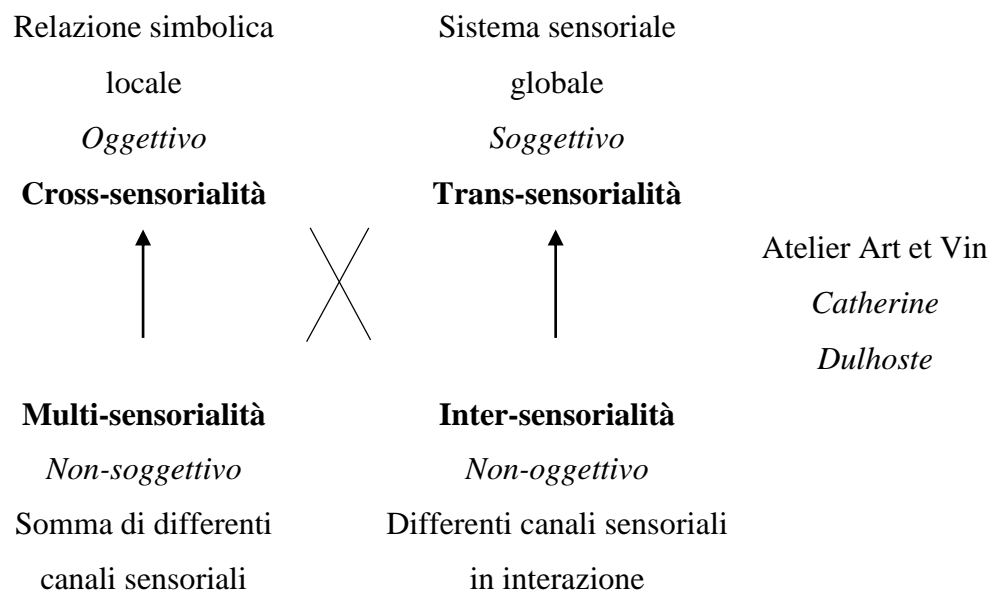 Relazione simbolica
locale
Oggettivo
Cross-sensorialità
Sistema sensoriale
globale
Soggettivo
Trans-sensorialità
Atelier Art et Vin
Catherine
Dulhoste
Multi-sensorialità
Non-soggettivo
Somma di differenti
canali sensoriali
Inter-sensorialità
Non-oggettivo
Differenti canali sensoriali
in interazione